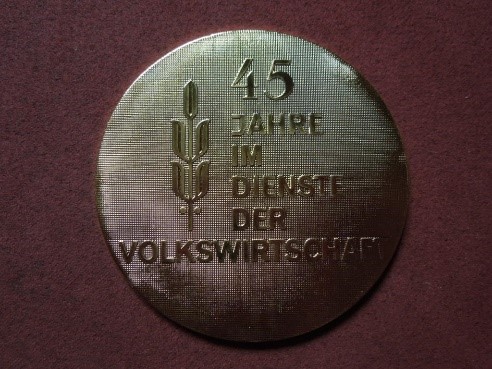 45
JAHRE
IM
DIENSTE
DER
VOLKSWIRTSCHAFT